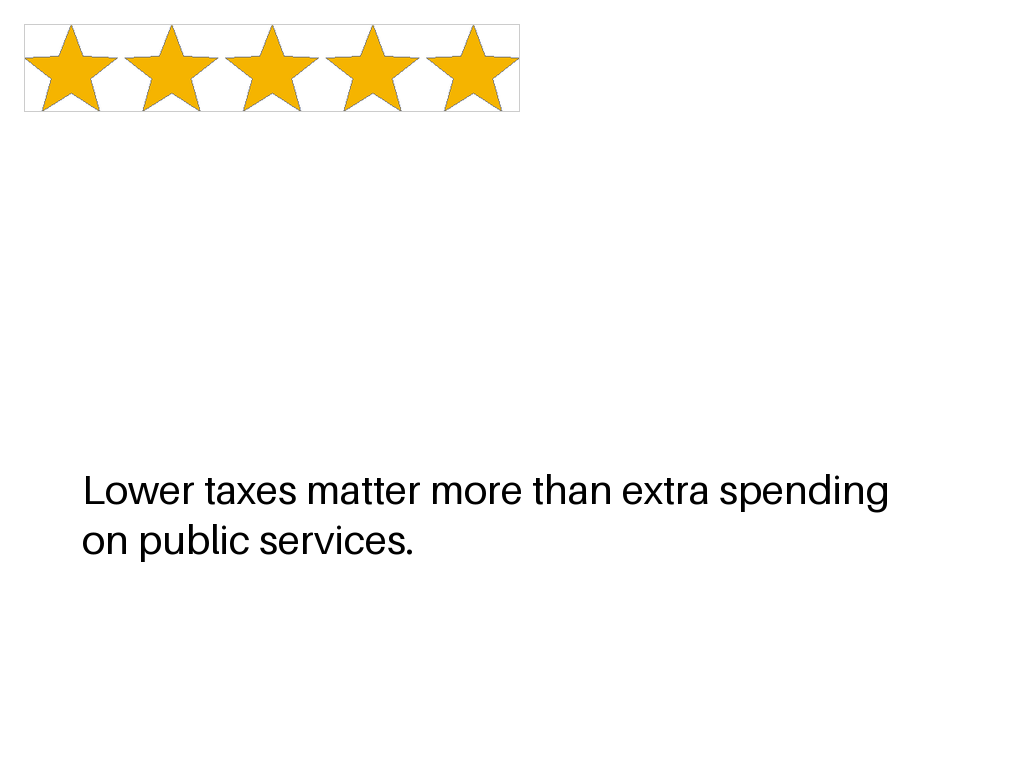 Lower taxes matter more than extra spending
on public services.